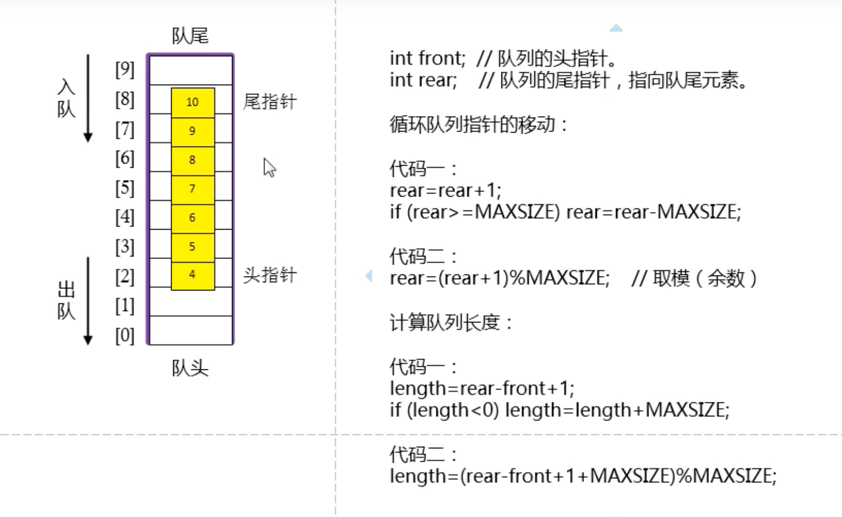 队尾
[9]
入队
[8] 10 尾指针
[7] 9
[6] 8
[5] 7
[4] 6
[3] 5
[2] 4 头指针
出队
[1]
[0]
队头
int front; // 队列的头指针。
int rear; // 队列的尾指针，指向队尾元素。
循环队列指针的移动：
代码一：
rear=rear+1;
if (rear>=MAXSIZE) rear=rear-MAXSIZE;
代码二：
rear=(rear+1)%MAXSIZE; // 取模（余数）
计算队列长度：
代码一：
length=rear-front+1;
if (length<0) length=length+MAXSIZE;
代码二：
length=(rear-front+1+MAXSIZE)%MAXSIZE;